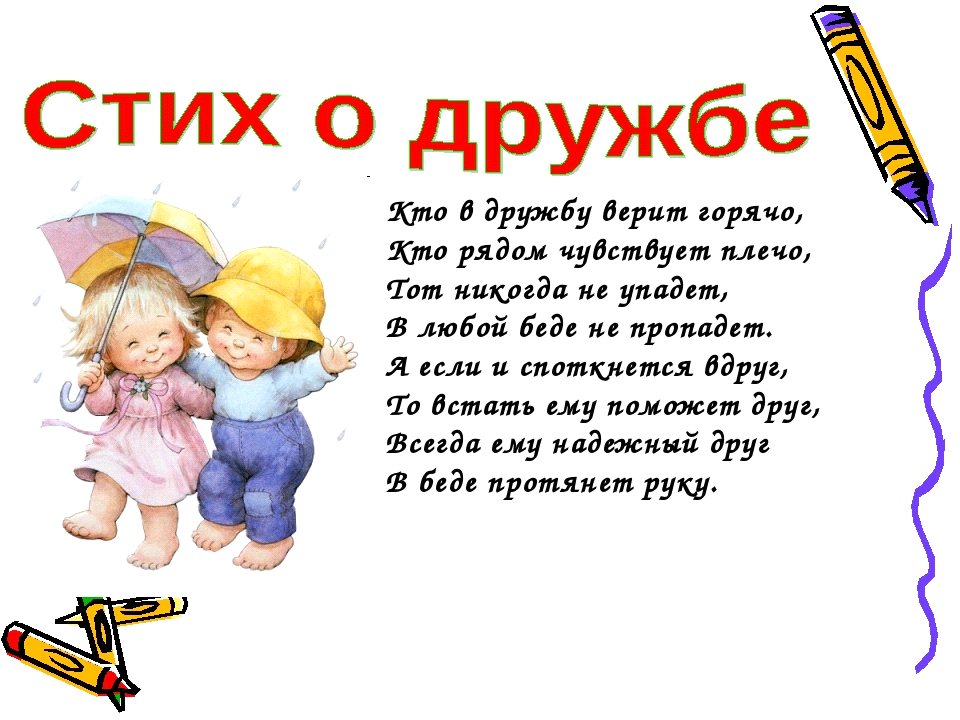 Стих о дружбе
Кто в дружбу верит горячо,
Кто рядом чувствует плечо,
Тот никогда не упадет,
В любой беде не пропадет.
А если и споткнется вдруг,
То встать ему поможет друг,
Всегда ему надежный друг
В беде протянет руку.